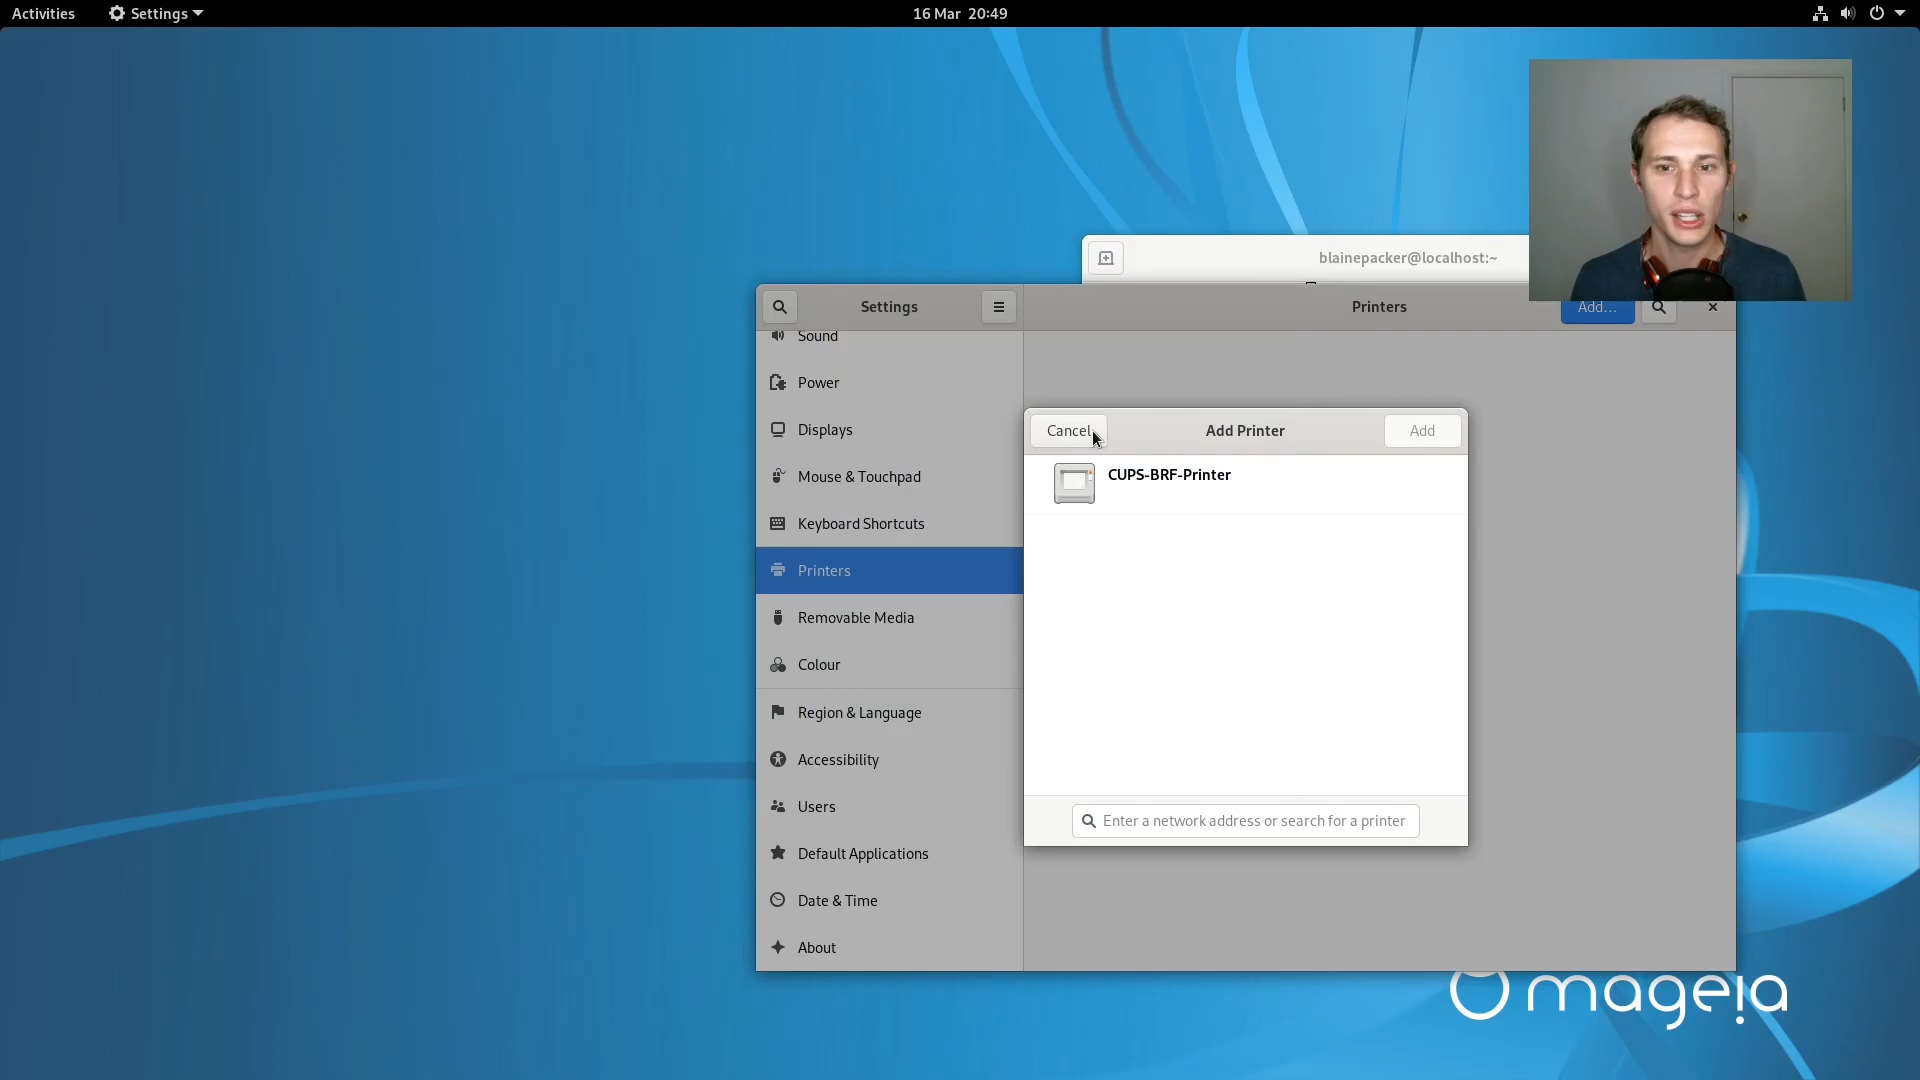 Activities
Settings
16 Mar 20:49
blainepacker@localhost:~
Settings
Printers
Add...
Sound
Power
Displays
Mouse & Touchpad
Keyboard Shortcuts
Printers
Removable Media
Colour
Region & Language
Accessibility
Users
Default Applications
Date & Time
About
Cancel
Add Printer
Add
CUPS-BRF-Printer
Enter a network address or search for a printer
mageia